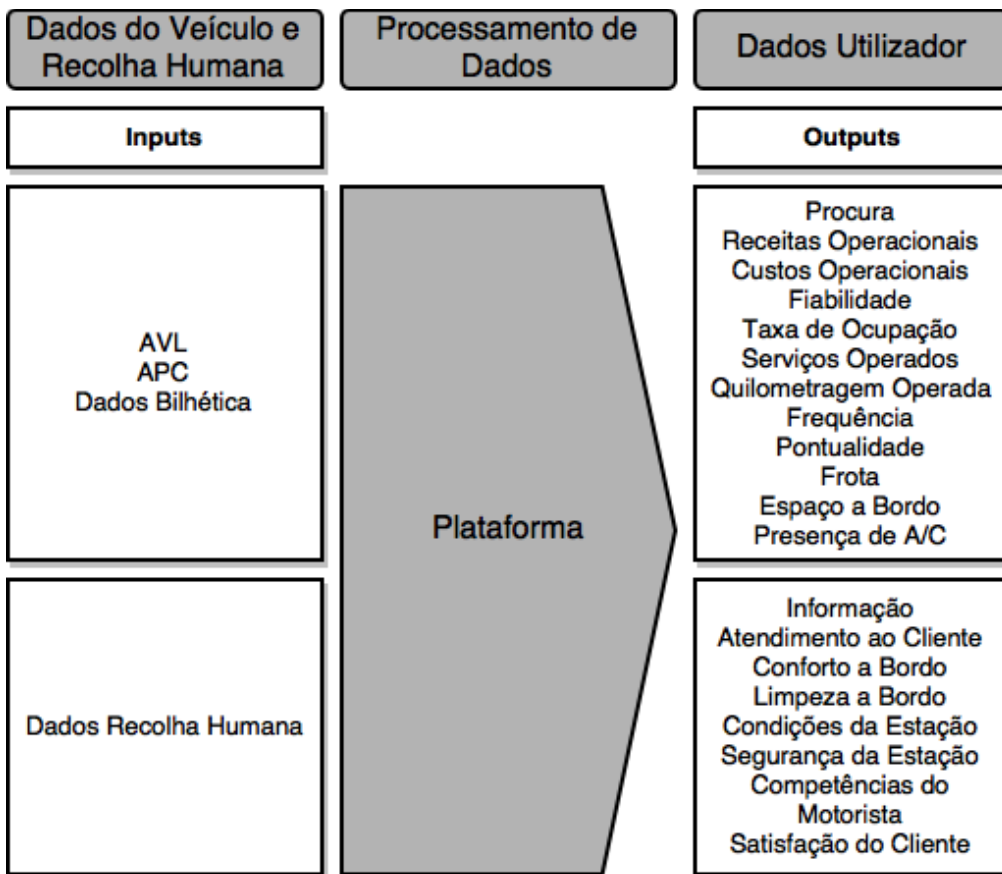 Dados do Veículo e
Recolha Humana
Processamento de
Dados
Dados Utilizador
Inputs
Outputs
AVL
APC
Dados Bilhética
Dados Recolha Humana
Plataforma
Procura
Receitas Operacionais
Custos Operacionais
Fiabilidade
Taxa de Ocupação
Serviços Operados
Quilometragem Operada
Frequência
Pontualidade
Frota
Espaço a Bordo
Presença de A/C
Informação
Atendimento ao Cliente
Conforto a Bordo
Limpeza a Bordo
Condições da Estação
Segurança da Estação
Competências do
Motorista
Satisfação do Cliente